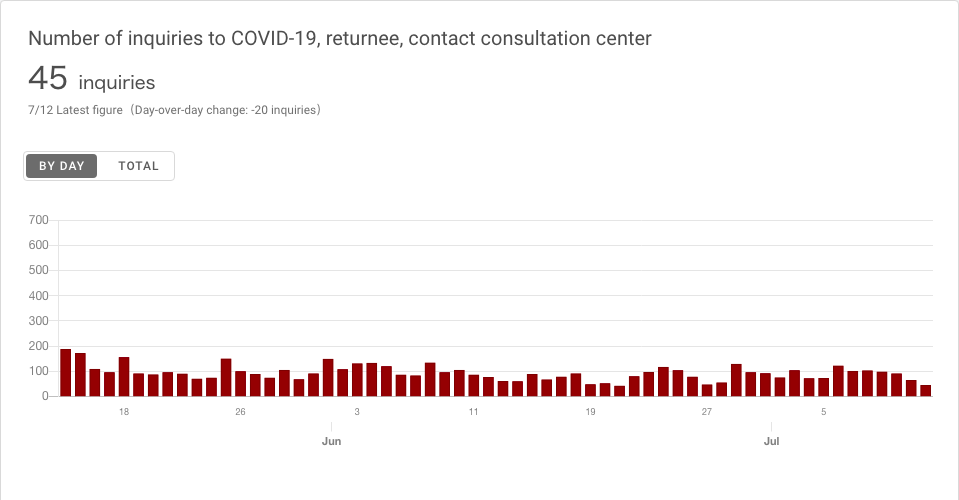 Number of inquiries to COVID-19, returnee, contact consultation center
45 inquiries
7/12 Latest figure（Day-over-day change: -20 inquiries）
BY DAY TOTAL
700
600
500
400
300
200
100
0
18 26 3 11 19 27 5
Jun Jul